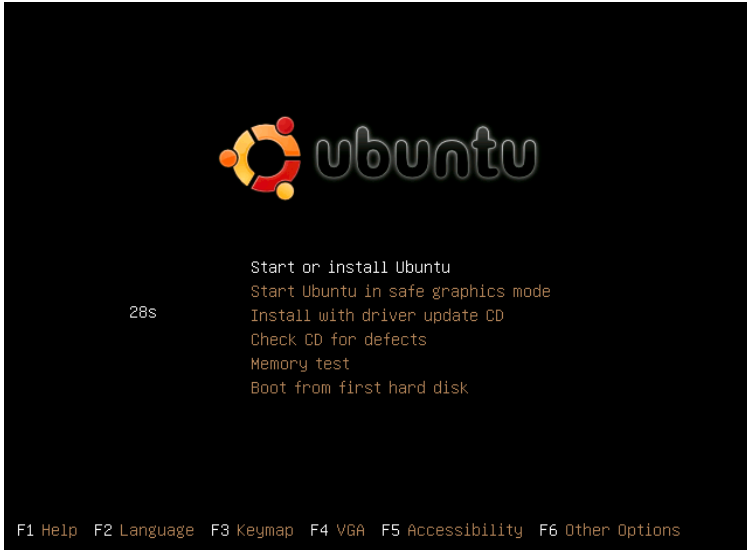 ubuntu
Start or install Ubuntu
Start Ubuntu in safe graphics mode
28s
Install with driver update CD
Check CD for defects
Memory test
Boot from first hard disk
F1 Help F2 Language F3 Keymap F4 VGA F5 Accessibility F6 Other Options